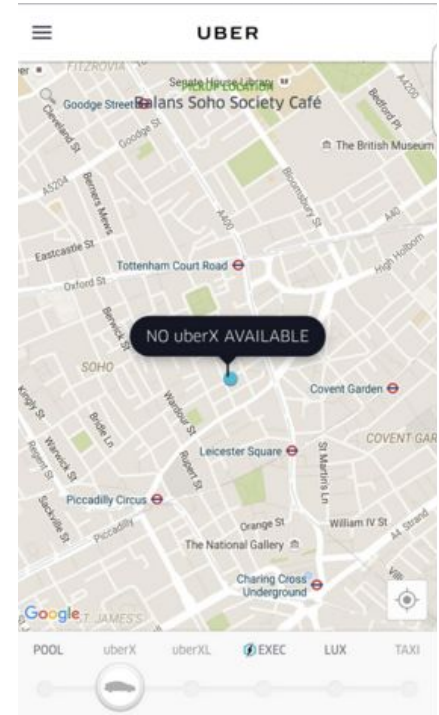 UBER
FITZROVIA
Senate House Library
PICKUP LOCATION
Goodge Street
Balans Soho Society Café
Cleveland St
Goodge St
Bedford Pl
The British Museum
A5204
Berners Mews
Bloomsbury St
A400
A40
Eastcastle St
High Holborn
Tottenham Court Road
Oxford St
Berwick St
NO uberX AVAILABLE
SOHO
Covent Garden
Kingly St
Bridle Ln
Wardour St
COVENT GAR
Regent St
Warwick St
Leicester Square
Rupert St
St Martin's Ln
Sackville St
Piccadilly Circus
Piccadilly
Orange St
William IV St
A4 Strand
The National Gallery
Charing Cross
Underground
Google
T. JAMES'S
POOL uberX uberXL EXEC LUX TAXI